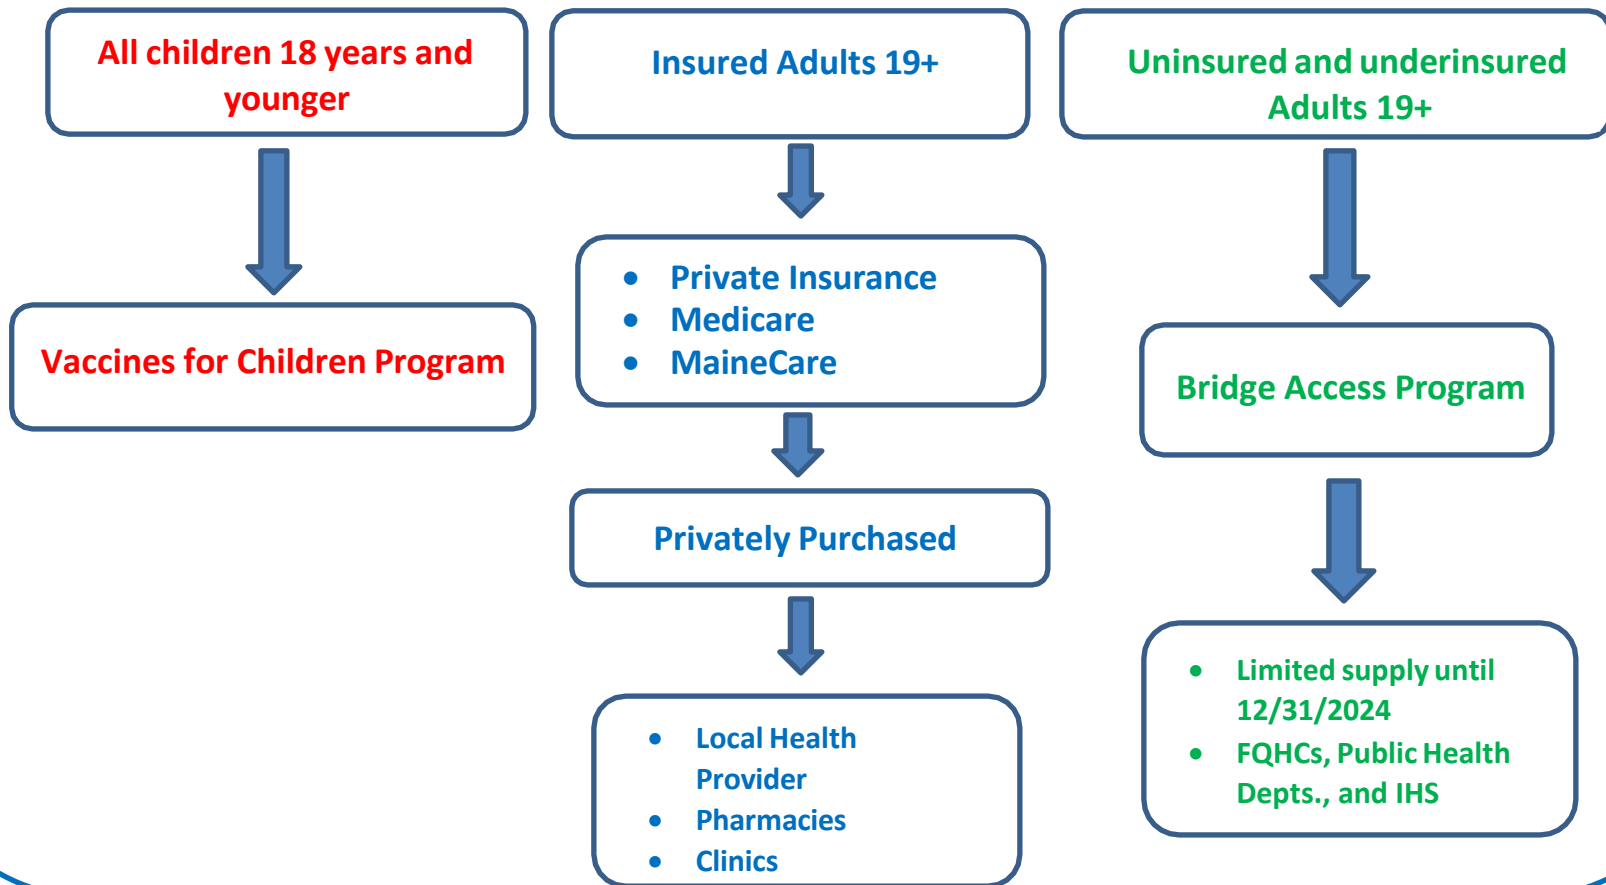 All children 18 years and
younger
Vaccines for Children Program
Insured Adults 19+
• Private Insurance
• Medicare
• MaineCare
Privately Purchased
• Local Health
Provider
• Pharmacies
• Clinics
Uninsured and underinsured
Adults 19+
Bridge Access Program
• Limited supply until
12/31/2024
• FQHCs, Public Health
Depts., and IHS